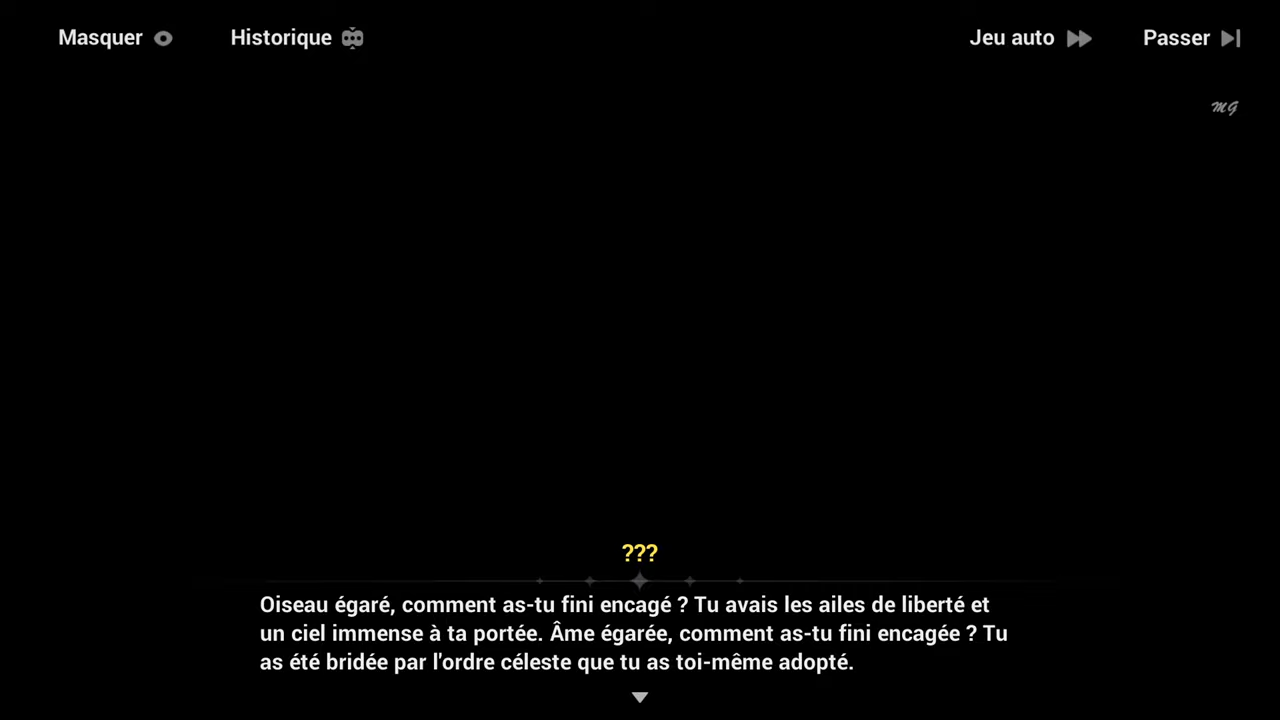 Masquer
Historique
Jeu auto
Passer
MG
???
Oiseau égaré, comment as-tu fini encagé ? Tu avais les ailes de liberté et
un ciel immense à ta portée. Âme égarée, comment as-tu fini encagée ? Tu
as été bridée par l'ordre céleste que tu as toi-même adopté.